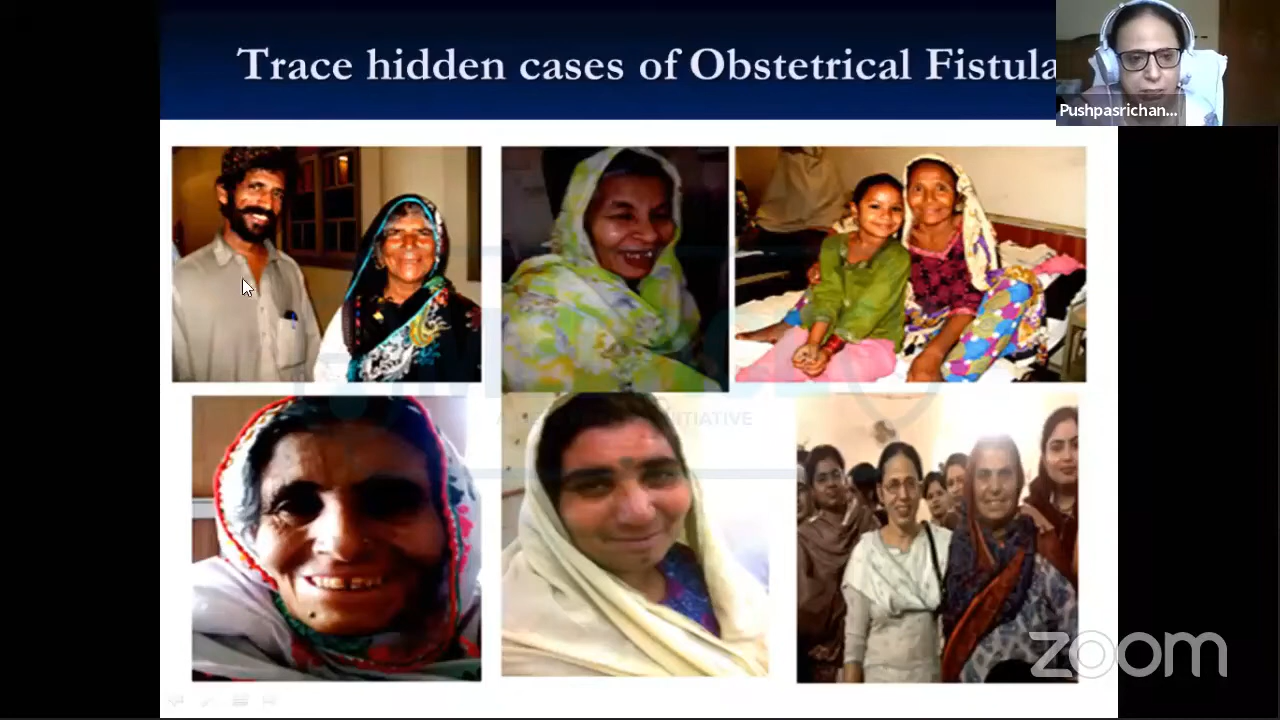 Trace hidden cases of Obstetrical Fistula
Pushpasrichan...
zoom